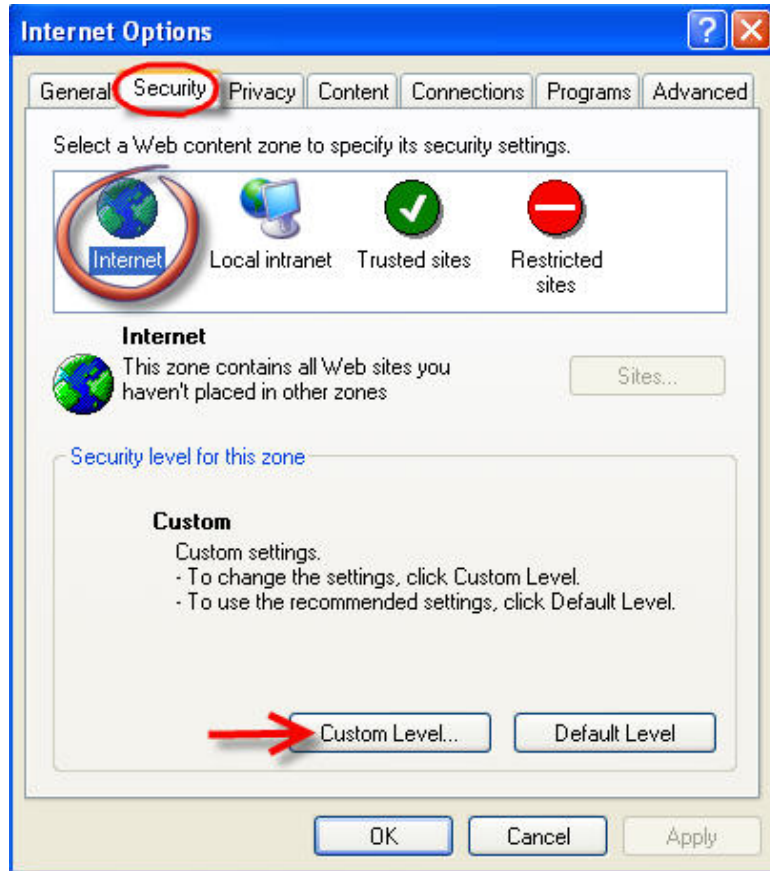 Internet Options
General Security Privacy Content Connections Programs Advanced
Select a Web content zone to specify its security settings.
Internet Local intranet Trusted sites Restricted
sites
Internet
This zone contains all Web sites you
haven't placed in other zones
Sites...
Security level for this zone
Custom
Custom settings.
- To change the settings, click Custom Level.
- To use the recommended settings, click Default Level.
Custom Level... Default Level
OK Cancel Apply